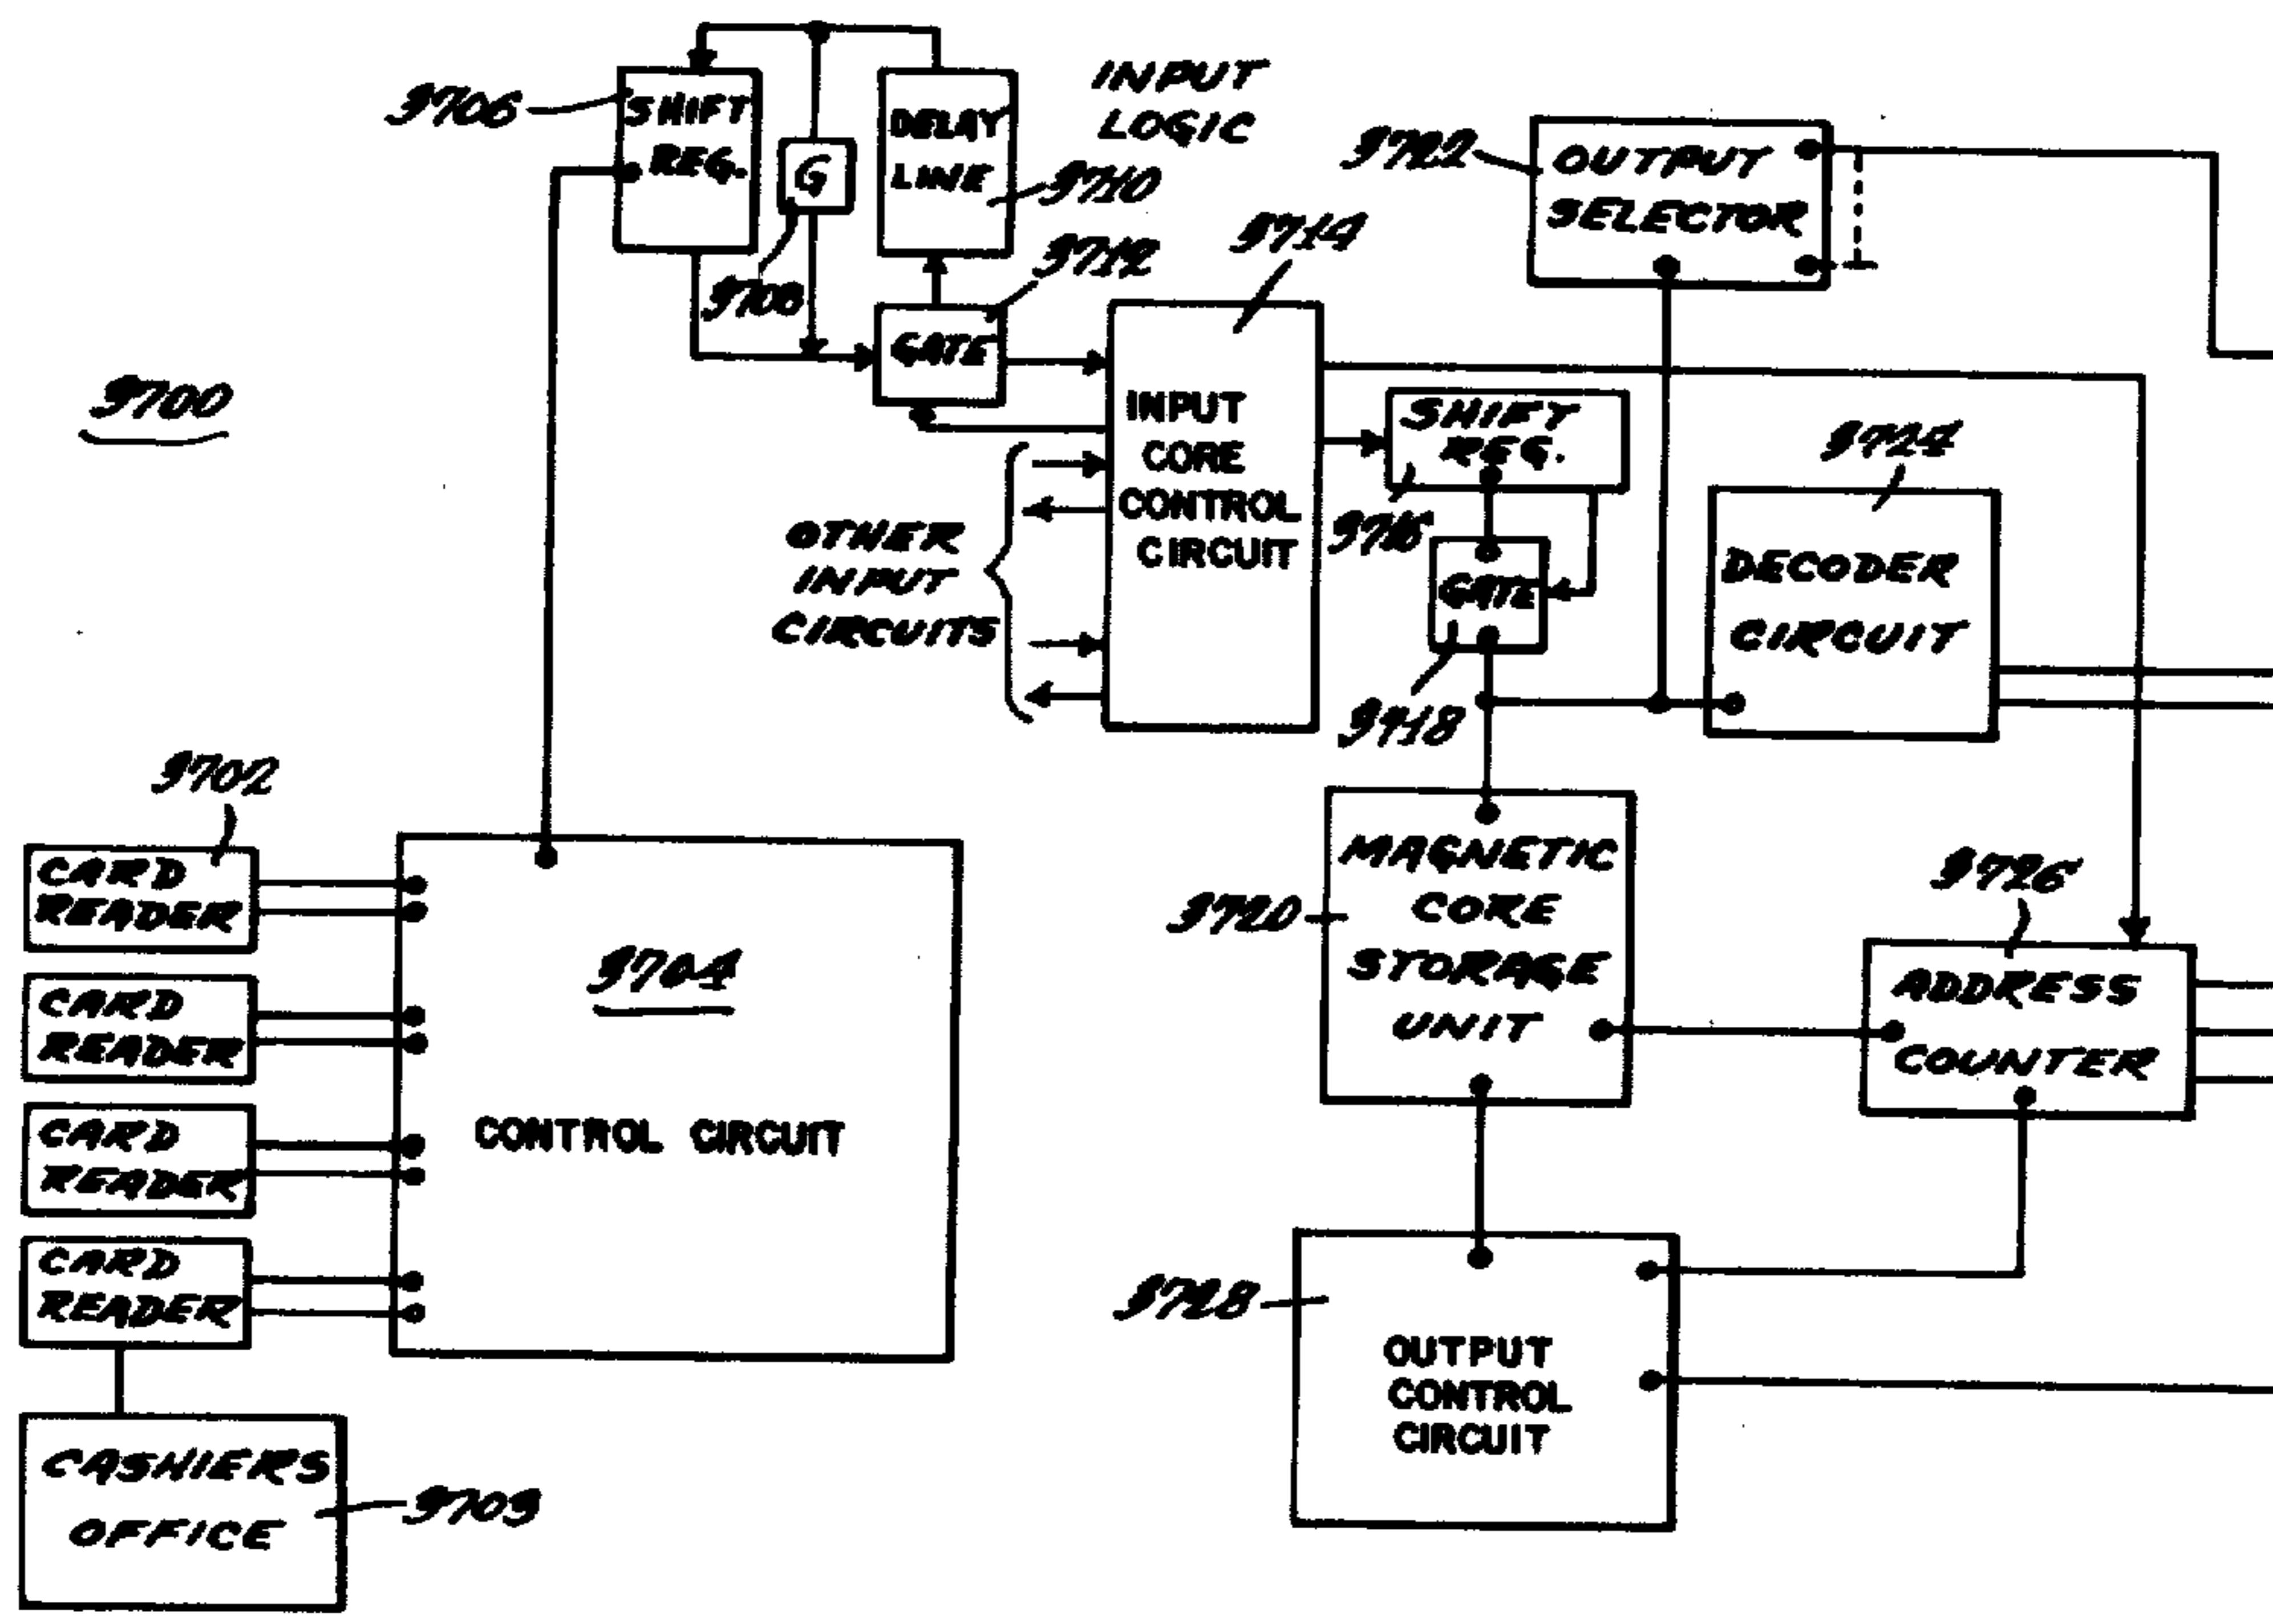 INPUT
LOGIC
9706
SHIFT
REG.
G
9708
DELAY
LINE
9710
9712
GATE
9714
INPUT
CORE
CONTROL
CIRCUIT
OTHER
INPUT
CIRCUITS
9722
OUTPUT
SELECTOR
9700
SHIFT
REG.
9716
GATE
9718
9724
DECODER
CIRCUIT
9702
CARD
READER
CARD
READER
CARD
READER
CARD
READER
9704
CONTROL CIRCUIT
CASHIERS
OFFICE
9703
9720
MAGNETIC
CORE
STORAGE
UNIT
9726
ADDRESS
COUNTER
9728
OUTPUT
CONTROL
CIRCUIT